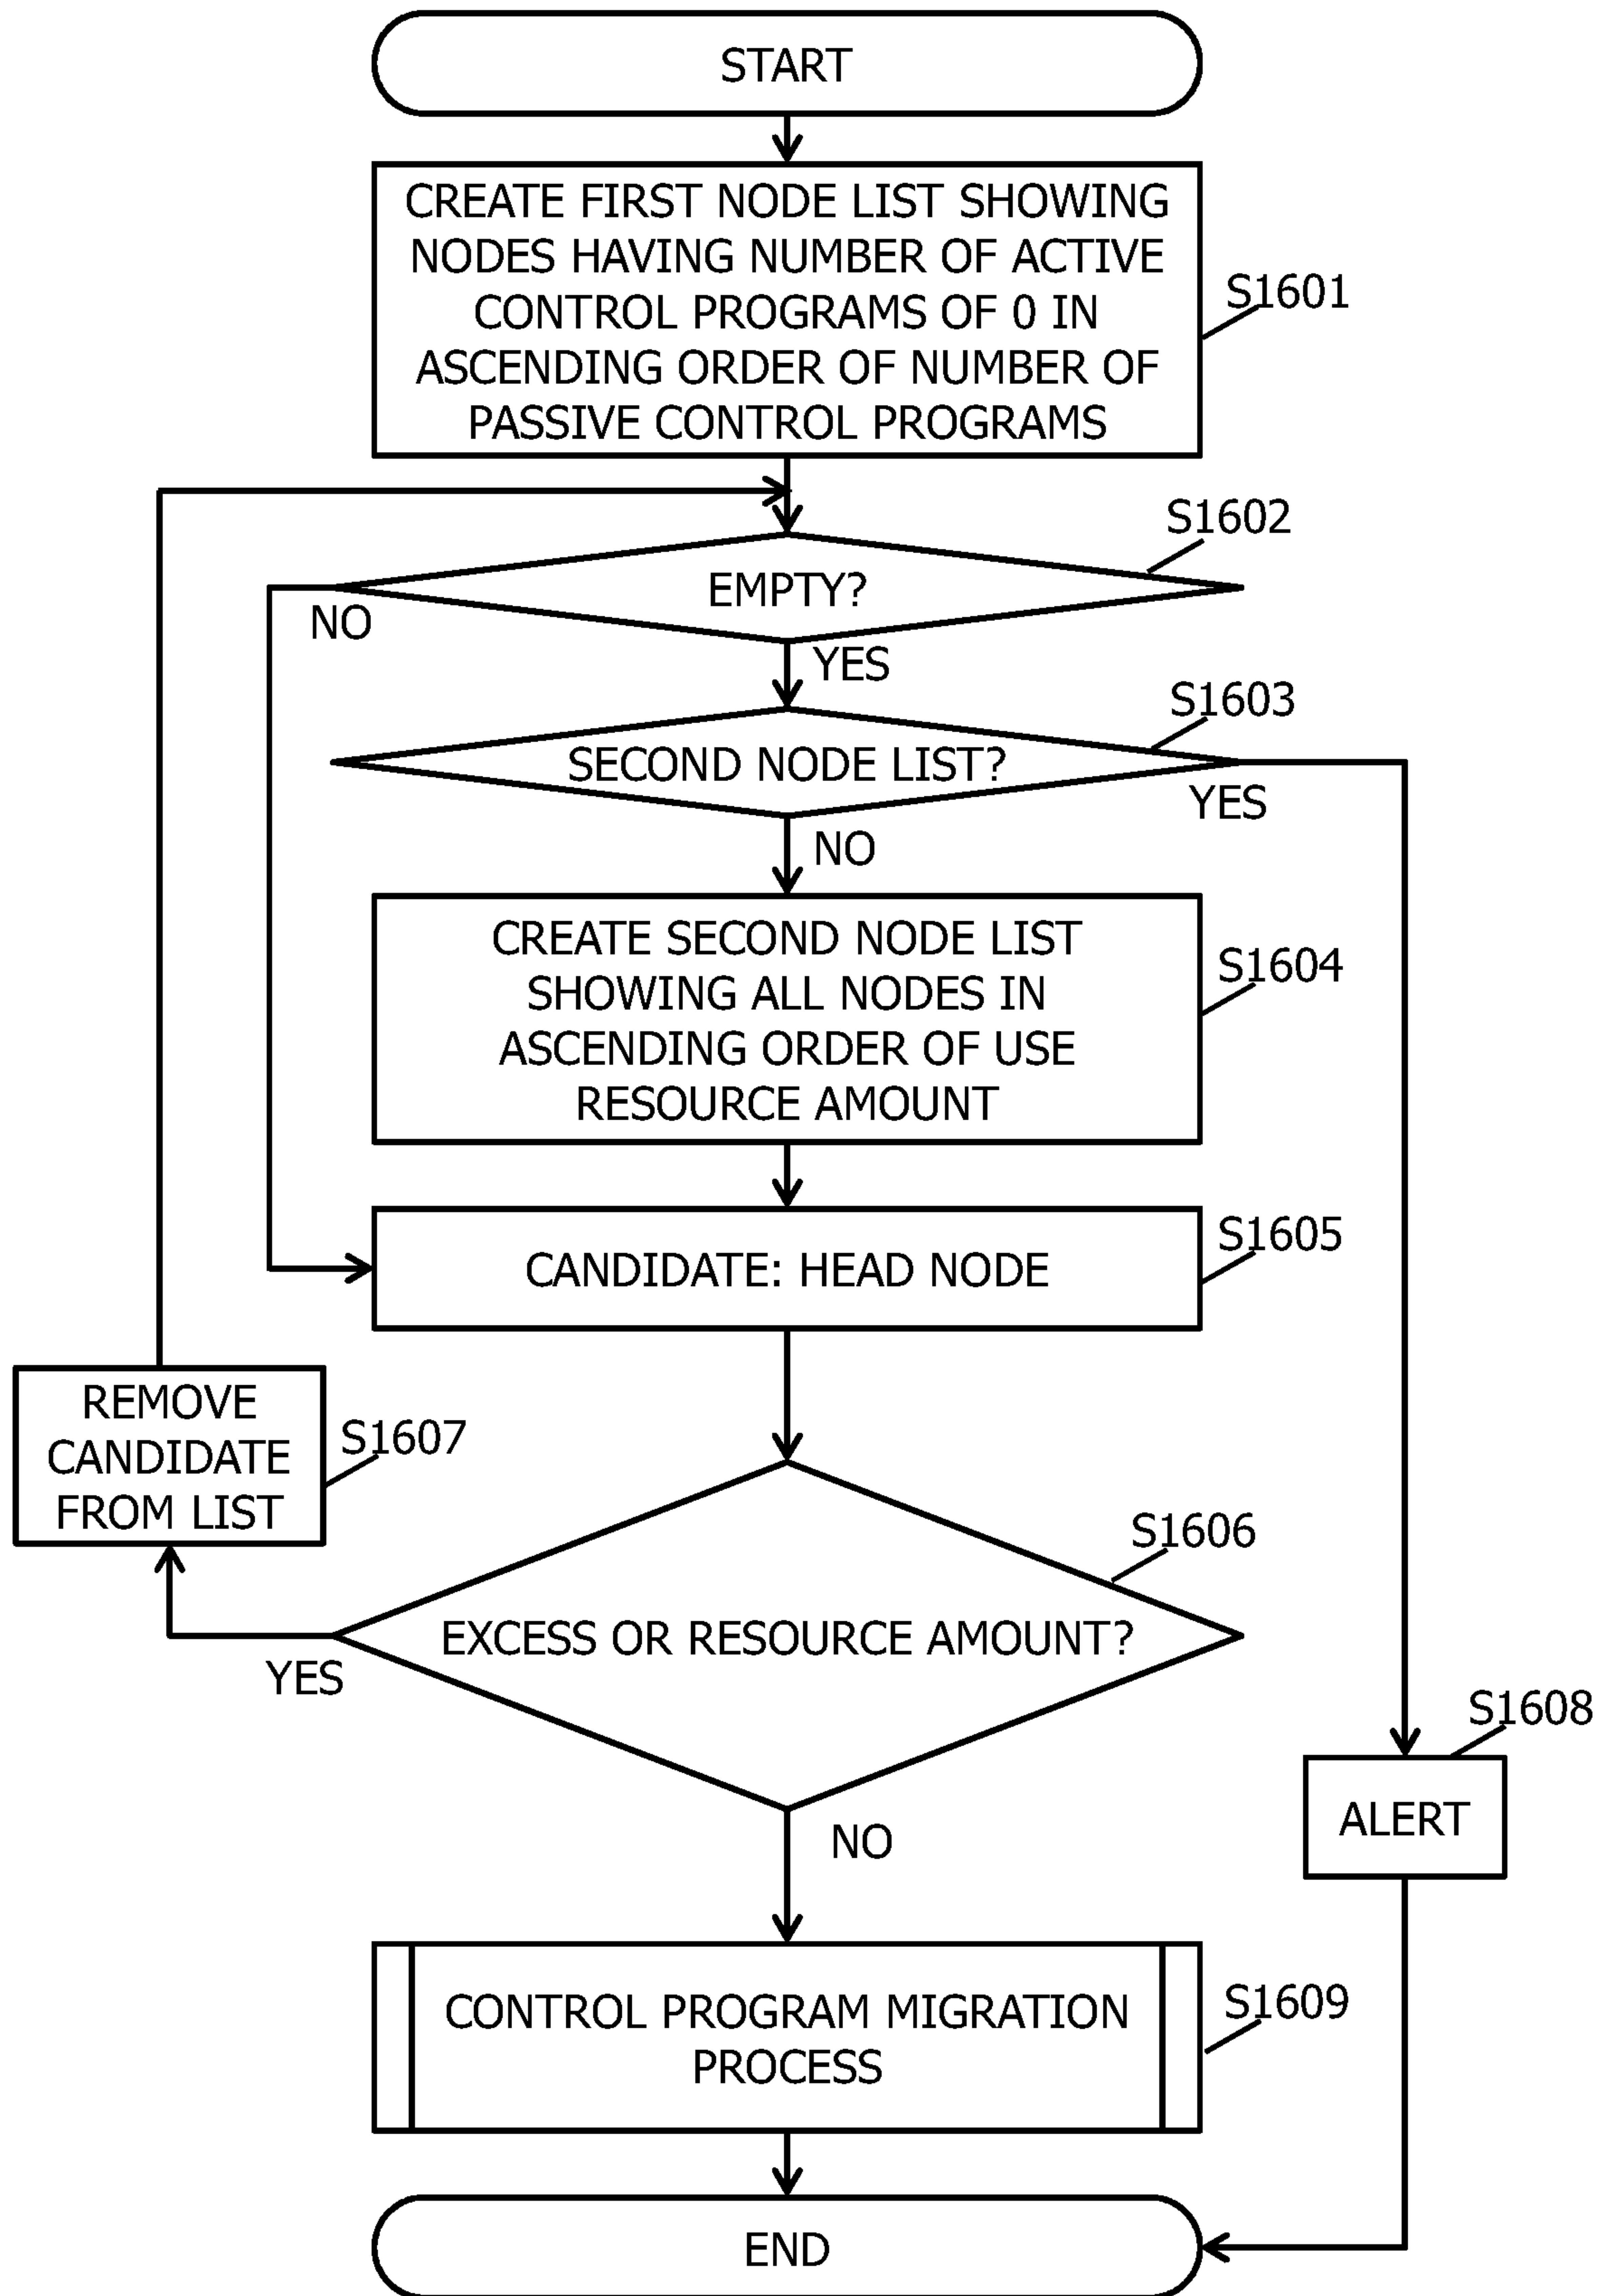 START
CREATE FIRST NODE LIST SHOWING
NODES HAVING NUMBER OF ACTIVE
CONTROL PROGRAMS OF 0 IN
ASCENDING ORDER OF NUMBER OF
PASSIVE CONTROL PROGRAMS
S1601
S1602
EMPTY?
NO
YES
S1603
SECOND NODE LIST?
YES
NO
CREATE SECOND NODE LIST
SHOWING ALL NODES IN
ASCENDING ORDER OF USE
RESOURCE AMOUNT
S1604
S1605
CANDIDATE: HEAD NODE
REMOVE
CANDIDATE
FROM LIST
S1607
S1606
EXCESS OR RESOURCE AMOUNT?
YES
NO
S1608
ALERT
CONTROL PROGRAM MIGRATION
PROCESS
S1609
END